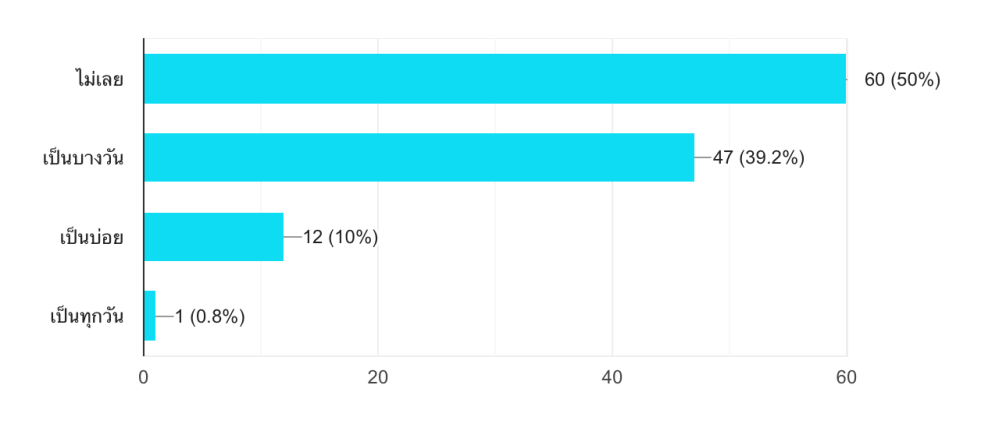 ไม่เลย 60 (50%)
เป็นบางวัน 47 (39.2%)
เป็นบ่อย 12 (10%)
เป็นทุกวัน 1 (0.8%)
0 20 40 60